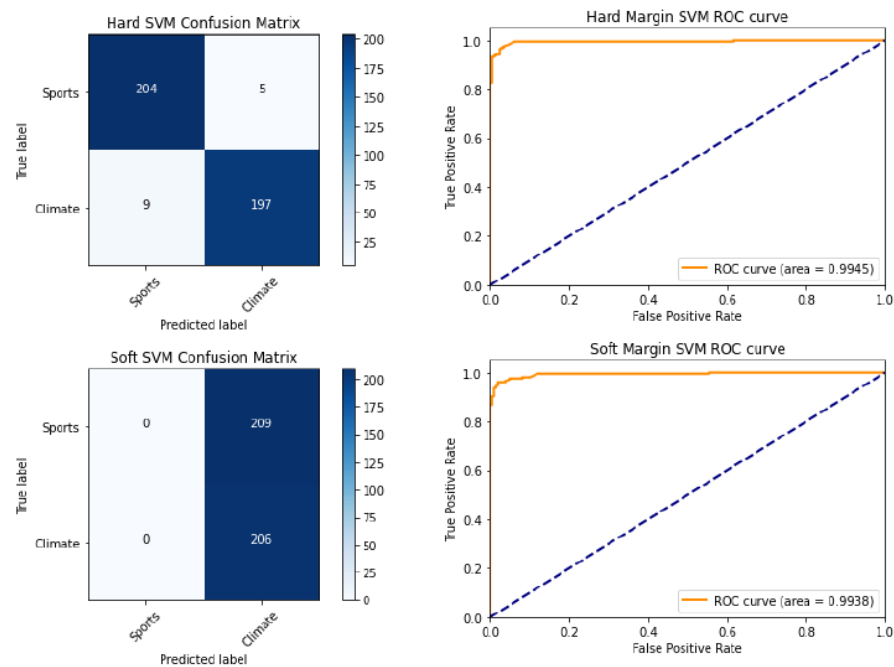 Hard SVM Confusion Matrix
200
175
150
125
100
75
50
25
Sports
Climate
True label
204
5
9
197
Sports
Climate
Predicted label
Hard Margin SVM ROC curve
1.0
0.8
0.6
0.4
0.2
0.0
True Positive Rate
ROC curve (area = 0.9945)
0.0
0.2
0.4
0.6
0.8
1.0
False Positive Rate
Soft SVM Confusion Matrix
200
175
150
125
100
75
50
25
0
Sports
Climate
True label
0
209
0
206
Sports
Climate
Predicted label
Soft Margin SVM ROC curve
1.0
0.8
0.6
0.4
0.2
0.0
True Positive Rate
ROC curve (area = 0.9938)
0.0
0.2
0.4
0.6
0.8
1.0
False Positive Rate